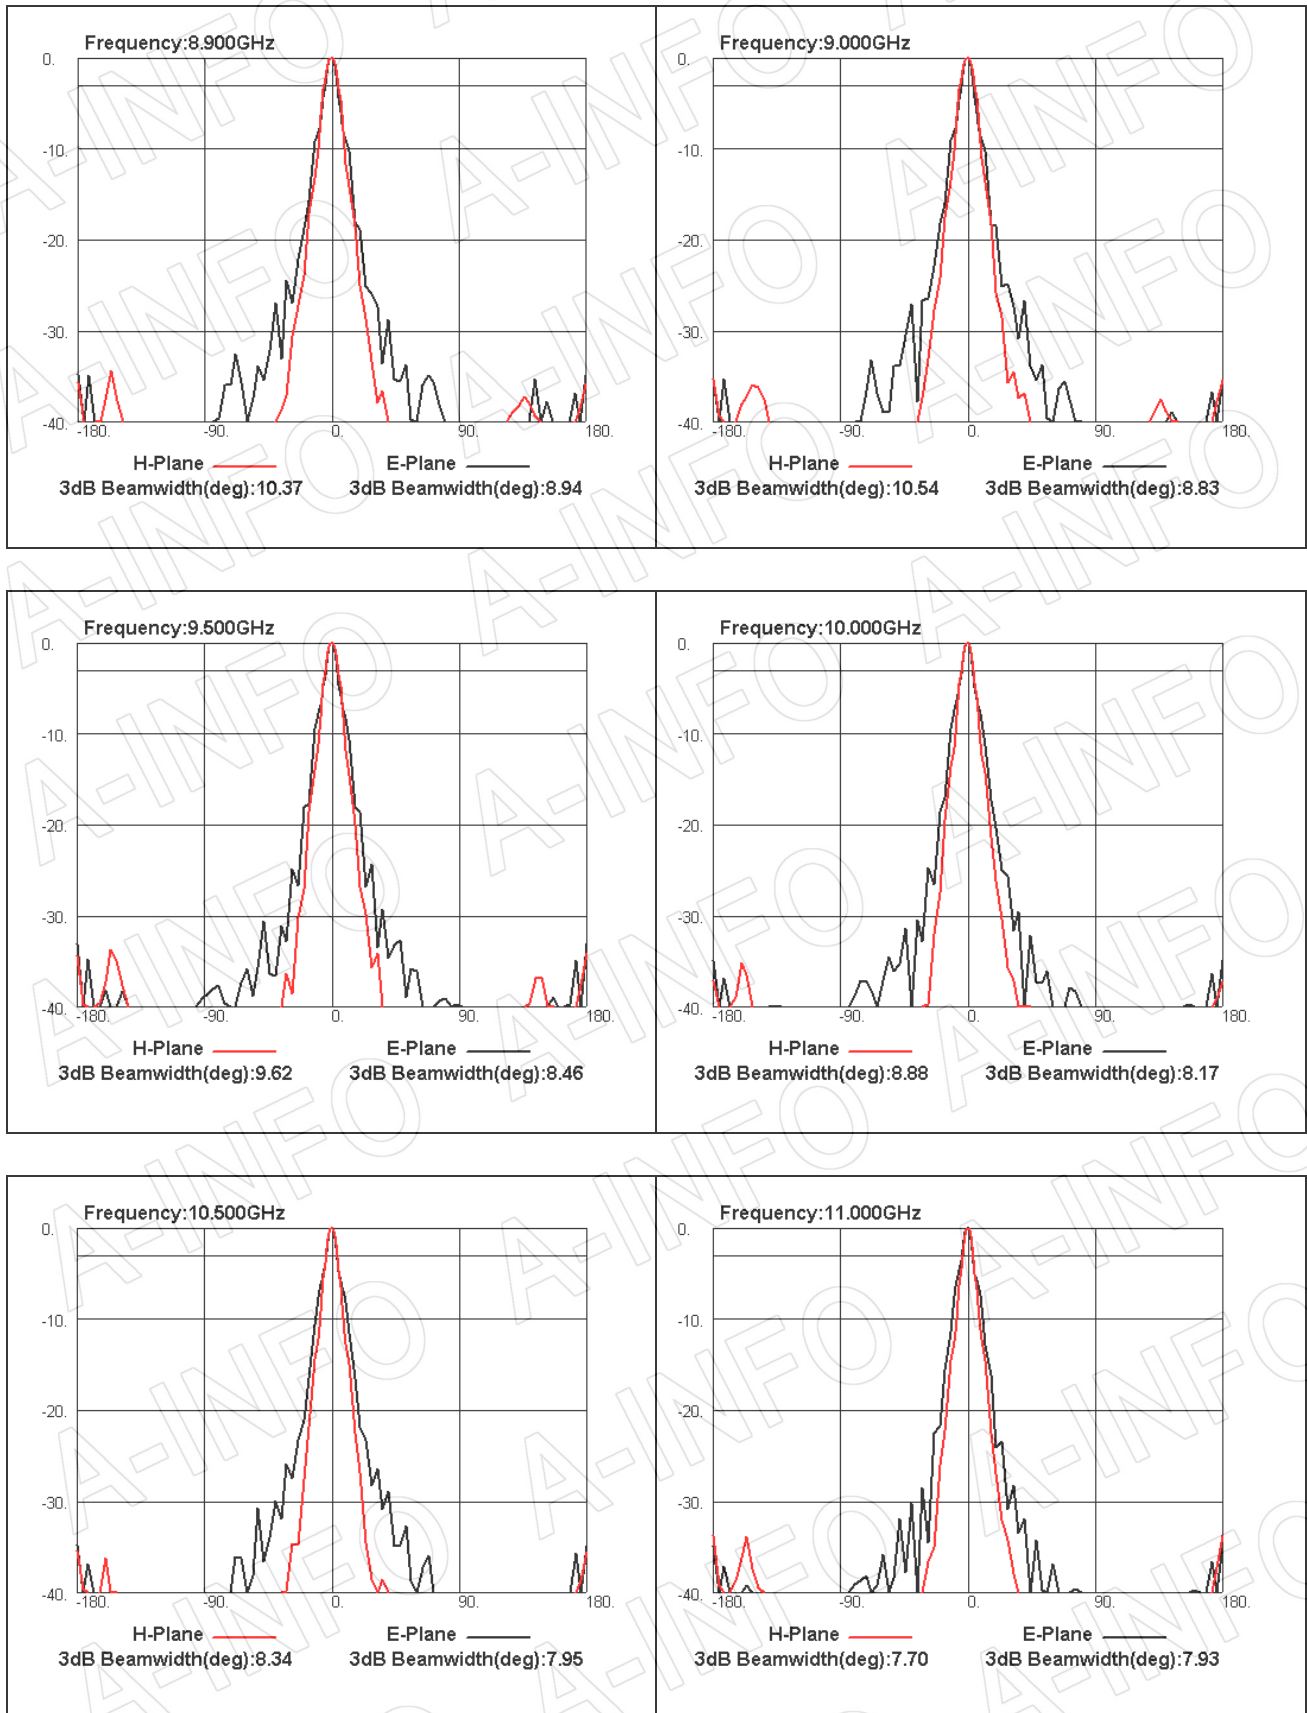 Frequency:8.900GHz
0.
-10.
-20.
-30.
-40.
-180. -90. 0. 90. 180.
H-Plane E-Plane
3dB Beamwidth(deg):10.37 3dB Beamwidth(deg):8.94
Frequency:9.000GHz
0.
-10.
-20.
-30.
-40.
-180. -90. 0. 90. 180.
H-Plane E-Plane
3dB Beamwidth(deg):10.54 3dB Beamwidth(deg):8.83
Frequency:9.500GHz
0.
-10.
-20.
-30.
-40.
-180. -90. 0. 90. 180.
H-Plane E-Plane
3dB Beamwidth(deg):9.62 3dB Beamwidth(deg):8.46
Frequency:10.000GHz
0.
-10.
-20.
-30.
-40.
-180. -90. 0. 90. 180.
H-Plane E-Plane
3dB Beamwidth(deg):8.88 3dB Beamwidth(deg):8.17
Frequency:10.500GHz
0.
-10.
-20.
-30.
-40.
-180. -90. 0. 90. 180.
H-Plane E-Plane
3dB Beamwidth(deg):8.34 3dB Beamwidth(deg):7.95
Frequency:11.000GHz
0.
-10.
-20.
-30.
-40.
-180. -90. 0. 90. 180.
H-Plane E-Plane
3dB Beamwidth(deg):7.70 3dB Beamwidth(deg):7.93
A-INFO